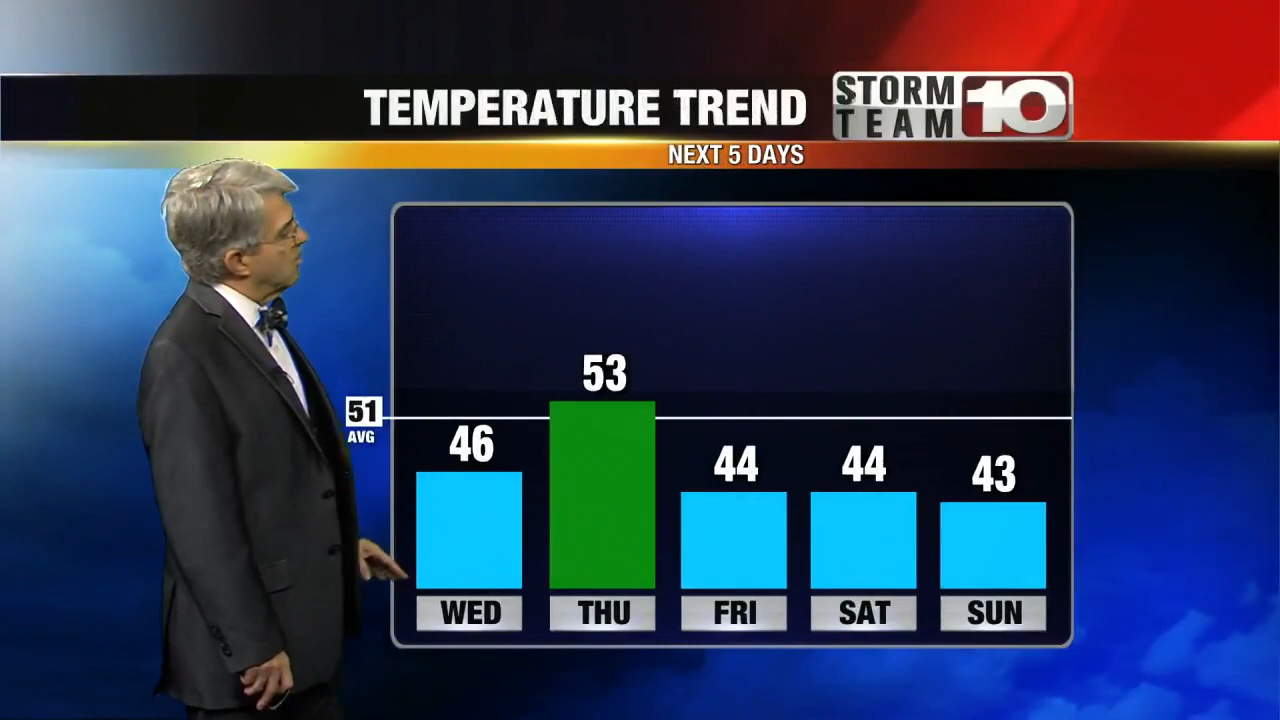 TEMPERATURE TREND
STORM TEAM 10
NEXT 5 DAYS
51
AVG
46
53
44
44
43
WED
THU
FRI
SAT
SUN